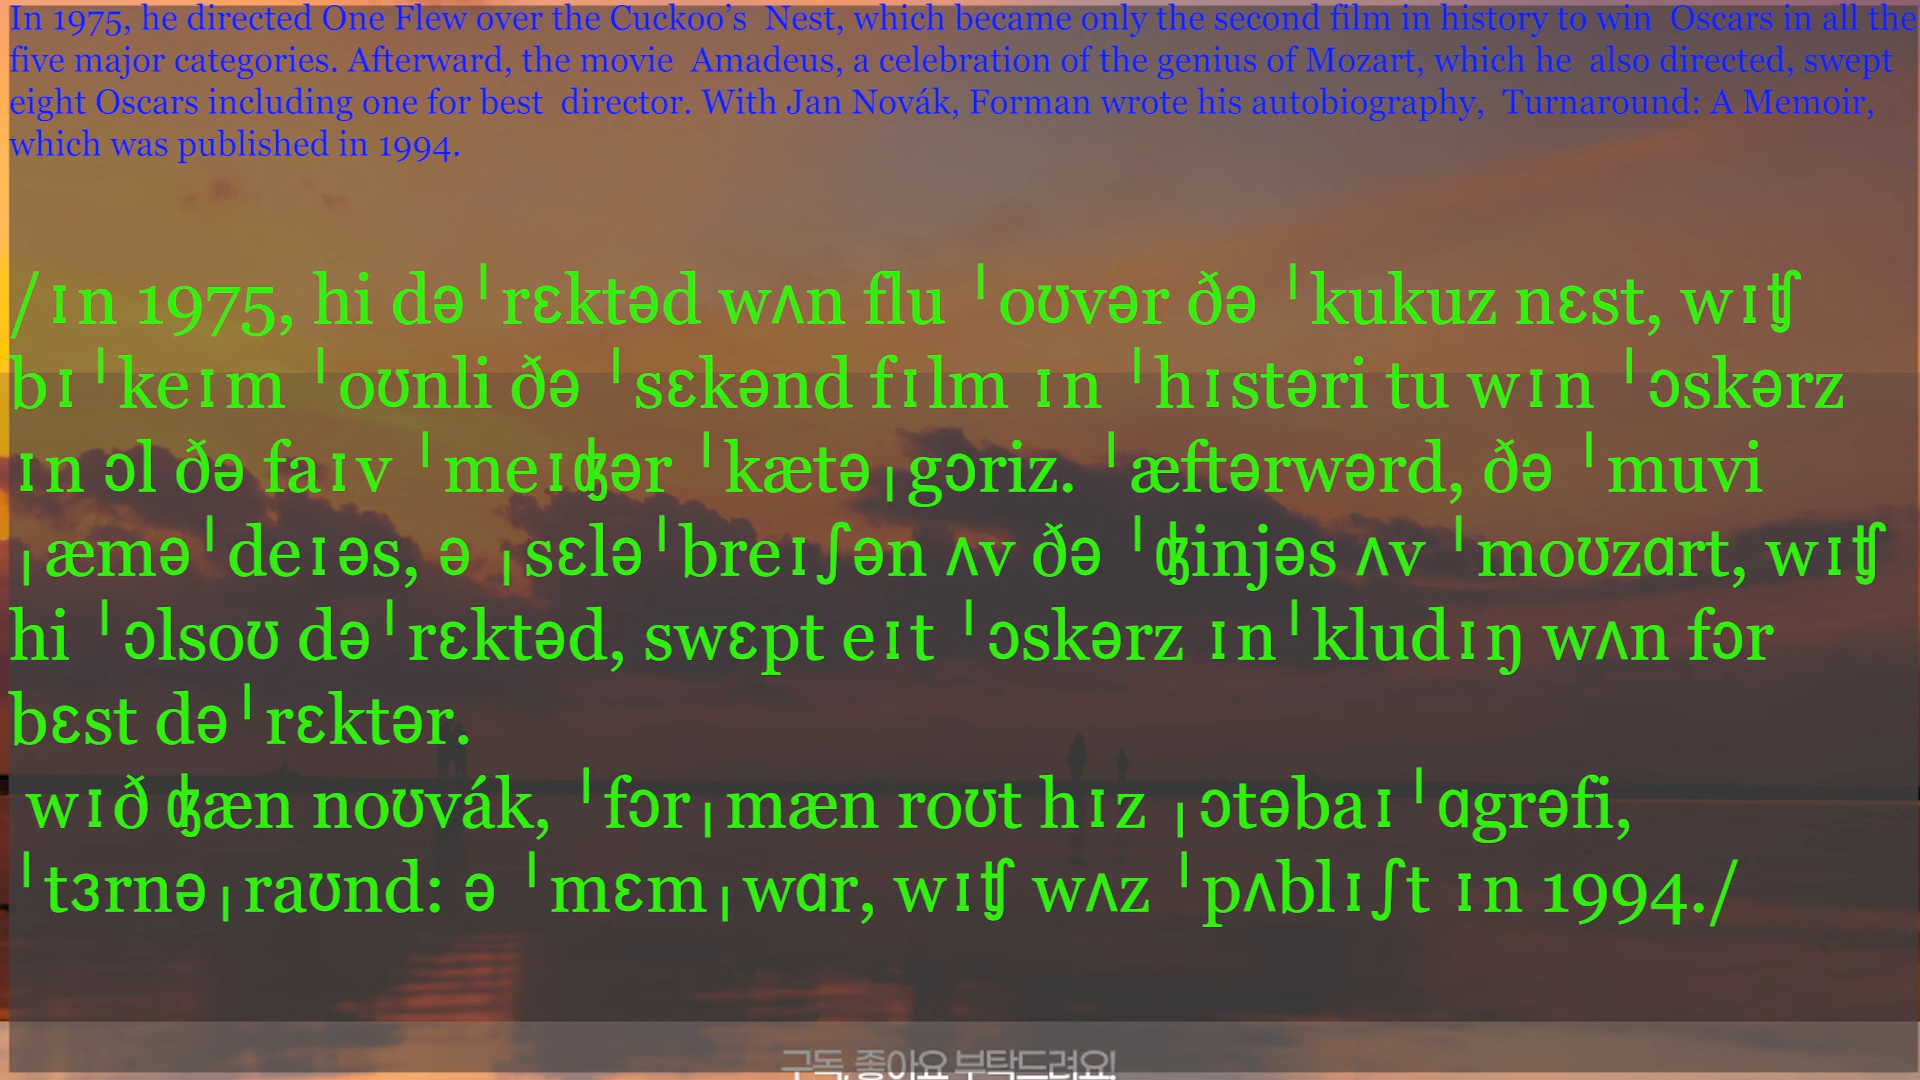 In 1975, he directed One Flew over the Cuckoo’s  Nest, which became only the second film in history to win  Oscars in all the
five major categories. Afterward, the movie  Amadeus, a celebration of the genius of Mozart, which he  also directed, swept
eight Oscars including one for best  director. With Jan Novák, Forman wrote his autobiography,  Turnaround: A Memoir,
which was published in 1994.
/ɪn 1975, hi dəˈrɛktəd wʌn flu ˈoʊvər ðə ˈkukuz nɛst, wɪʧ
bɪˈkeɪm ˈoʊnli ðə ˈsɛkənd fɪlm ɪn ˈhɪstəri tu wɪn ˈɔskərz
ɪn ɔl ðə faɪv ˈmeɪʤər ˈkætəˌgɔriz. ˈæftərwərd, ðə ˈmuvi
ˌæməˈdeɪəs, ə ˌsɛləˈbreɪʃən ʌv ðə ˈʤinjəs ʌv ˈmoʊzɑrt, wɪʧ
hi ˈɔlsoʊ dəˈrɛktəd, swɛpt eɪt ˈɔskərz ɪnˈkludɪŋ wʌn fɔr
bɛst dəˈrɛktər.
wɪð ʤæn noʊvák, ˈfɔrˌmæn roʊt hɪz ˌɔtəbaɪˈɑgrəfi,
ˈtɜrnəˌraʊnd: ə ˈmɛmˌwɑr, wɪʧ wʌz ˈpʌblɪʃt ɪn 1994./
구독, 좋아요 부탁드려요!